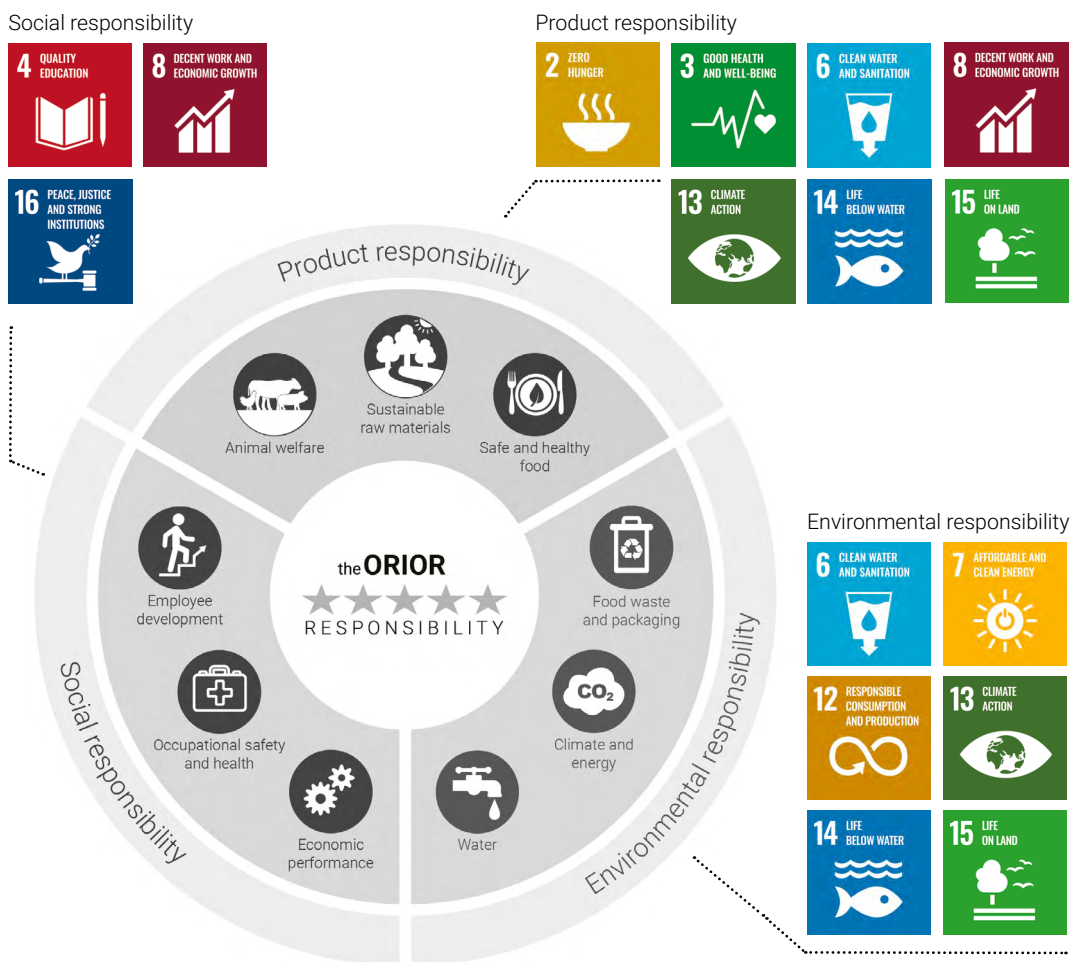 Social responsibility
4 QUALITY
EDUCATION
8 DECENT WORK AND
ECONOMIC GROWTH
16 PEACE, JUSTICE
AND STRONG
INSTITUTIONS
Product responsibility
2 ZERO
HUNGER
3 GOOD HEALTH
AND WELL-BEING
6 CLEAN WATER
AND SANITATION
8 DECENT WORK AND
ECONOMIC GROWTH
13 CLIMATE
ACTION
14 LIFE
BELOW WATER
15 LIFE
ON LAND
Product responsibility
Animal welfare
Sustainable
raw materials
Safe and healthy
food
Employee
development
Occupational safety
and health
Economic
performance
Social responsibility
the ORIOR
RESPONSIBILITY
Food waste
and packaging
CO₂
Climate and
energy
Water
Environmental responsibility
Environmental responsibility
6 CLEAN WATER
AND SANITATION
7 AFFORDABLE AND
CLEAN ENERGY
12 RESPONSIBLE
CONSUMPTION
AND PRODUCTION
13 CLIMATE
ACTION
14 LIFE
BELOW WATER
15 LIFE
ON LAND